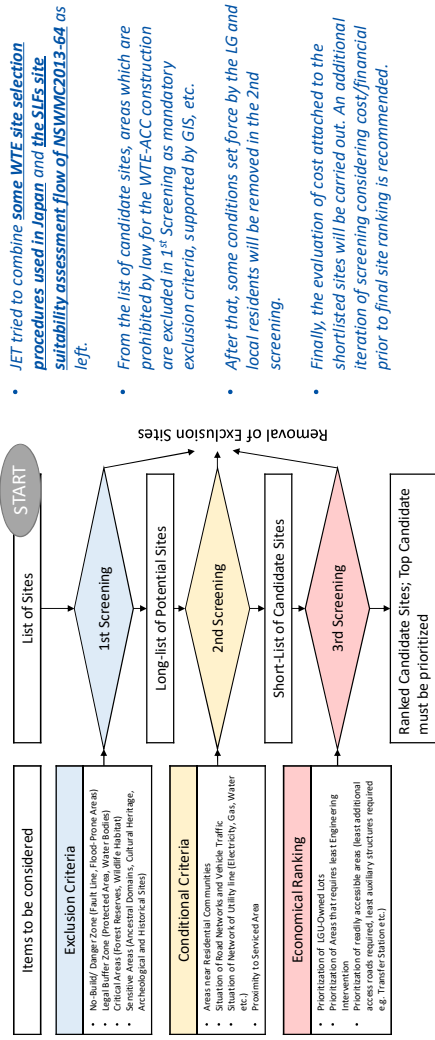 Items to be considered
Exclusion Criteria
• No-Build/ Danger Zone (Fault Line, Flood-Prone Areas)
• Legal Buffer Zone (Protected Area, Water Bodies)
• Critical Areas (Forest Reserves, Wildlife Habitat)
• Sensitive Areas (Ancestral Domains, Cultural Heritage,
Archeological and Historical Sites)
Conditional Criteria
• Areas near Residential Communities
• Situation of Road Networks and Vehicle Traffic
• Situation of Network of Utility line (Electricity, Gas, Water
etc.)
• Proximity to Serviced Area
Economical Ranking
• Prioritization of LGU-Owned Lots
• Prioritization of Areas that requires least Engineering
Intervention
• Prioritization of readily accessible areas (least additional
access roads required, least auxiliary structures required
e.g. Transfer Station etc.)
START
List of Sites
1st Screening
Long-list of Potential Sites
2nd Screening
Short-List of Candidate Sites
3rd Screening
Ranked Candidate Sites; Top Candidate
must be prioritized
Removal of Exclusion Sites
• JET tried to combine some WTE site selection
procedures used in Japan and the SLFs site
suitability assessment flow of NSWMC2013-64 as
left.
• From the list of candidate sites, areas which are
prohibited by law for the WTE-ACC construction
are excluded in 1st Screening as mandatory
exclusion criteria, supported by GIS, etc.
• After that, some conditions set force by the LG and
local residents will be removed in the 2nd
screening.
• Finally, the evaluation of cost attached to the
shortlisted sites will be carried out. An additional
iteration of screening considering cost/financial
prior to final site ranking is recommended.